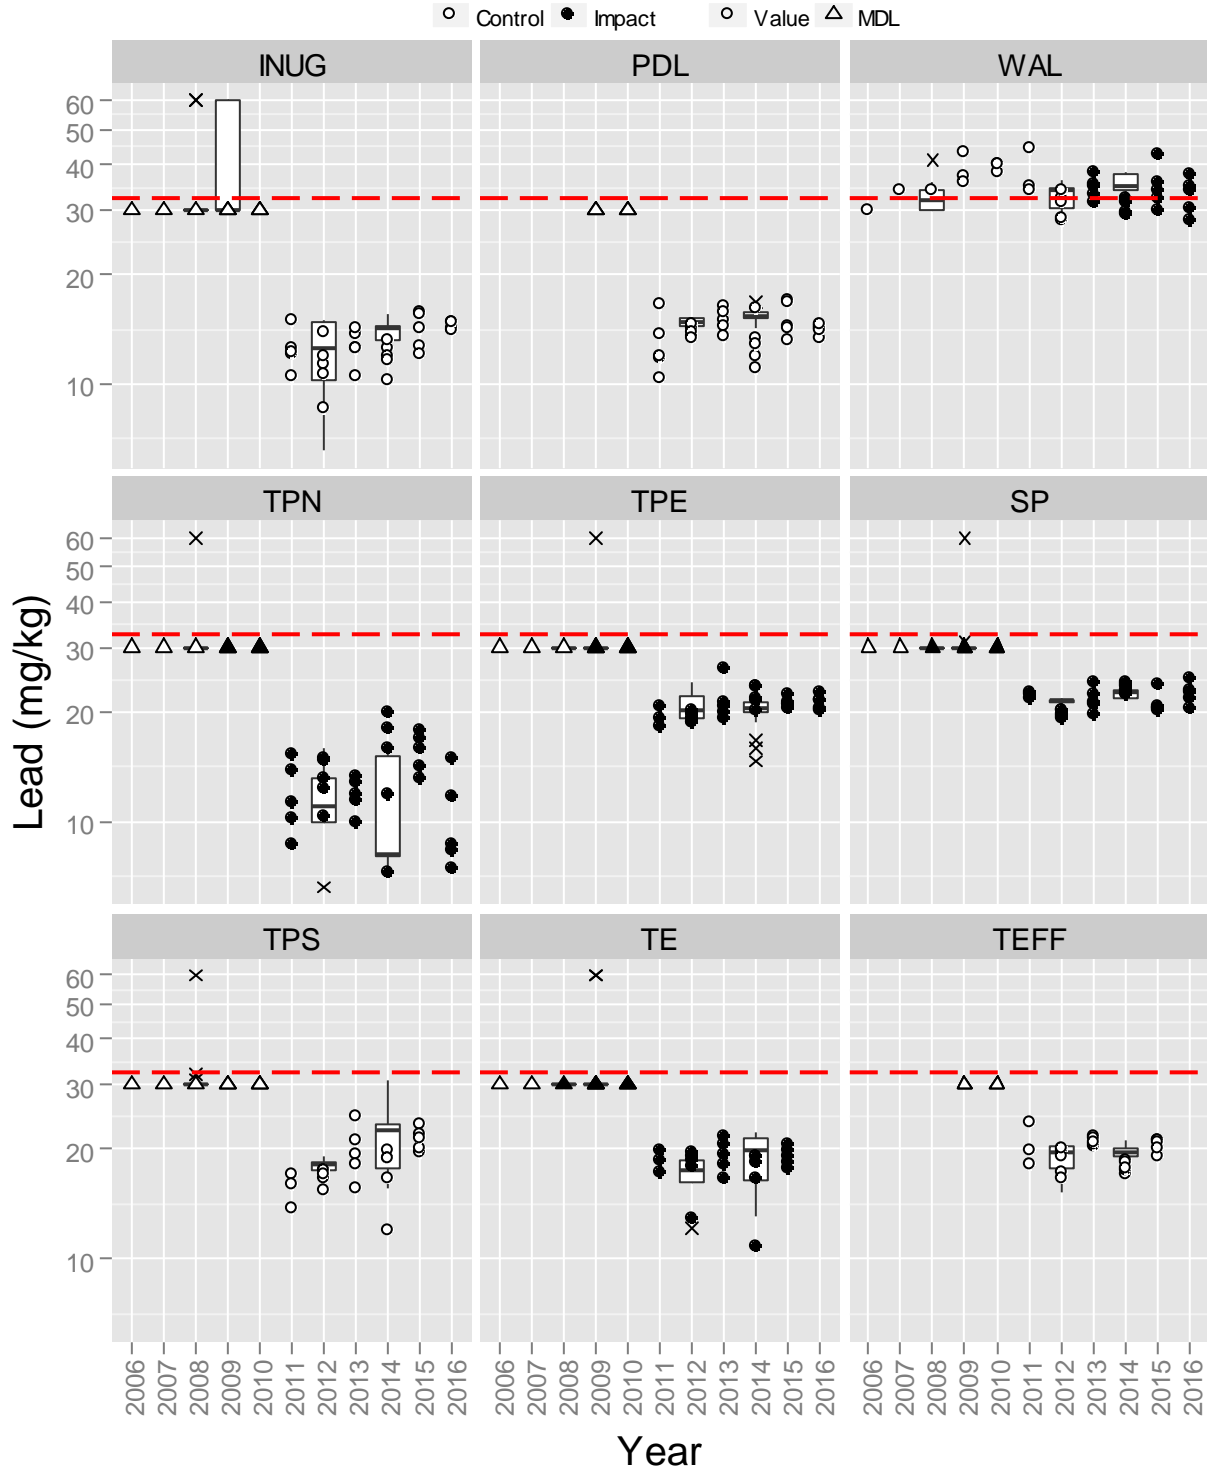 Control Impact Value MDL
INUG PDL WAL
60
50
40
30
20
10
TPN TPE SP
60
50
40
30
20
10
TPS TE TEFF
60
50
40
30
20
10
Lead (mg/kg)
2006 2007 2008 2009 2010 2011 2012 2013 2014 2015 2016 2006 2007 2008 2009 2010 2011 2012 2013 2014 2015 2016 2006 2007 2008 2009 2010 2011 2012 2013 2014 2015 2016
Year